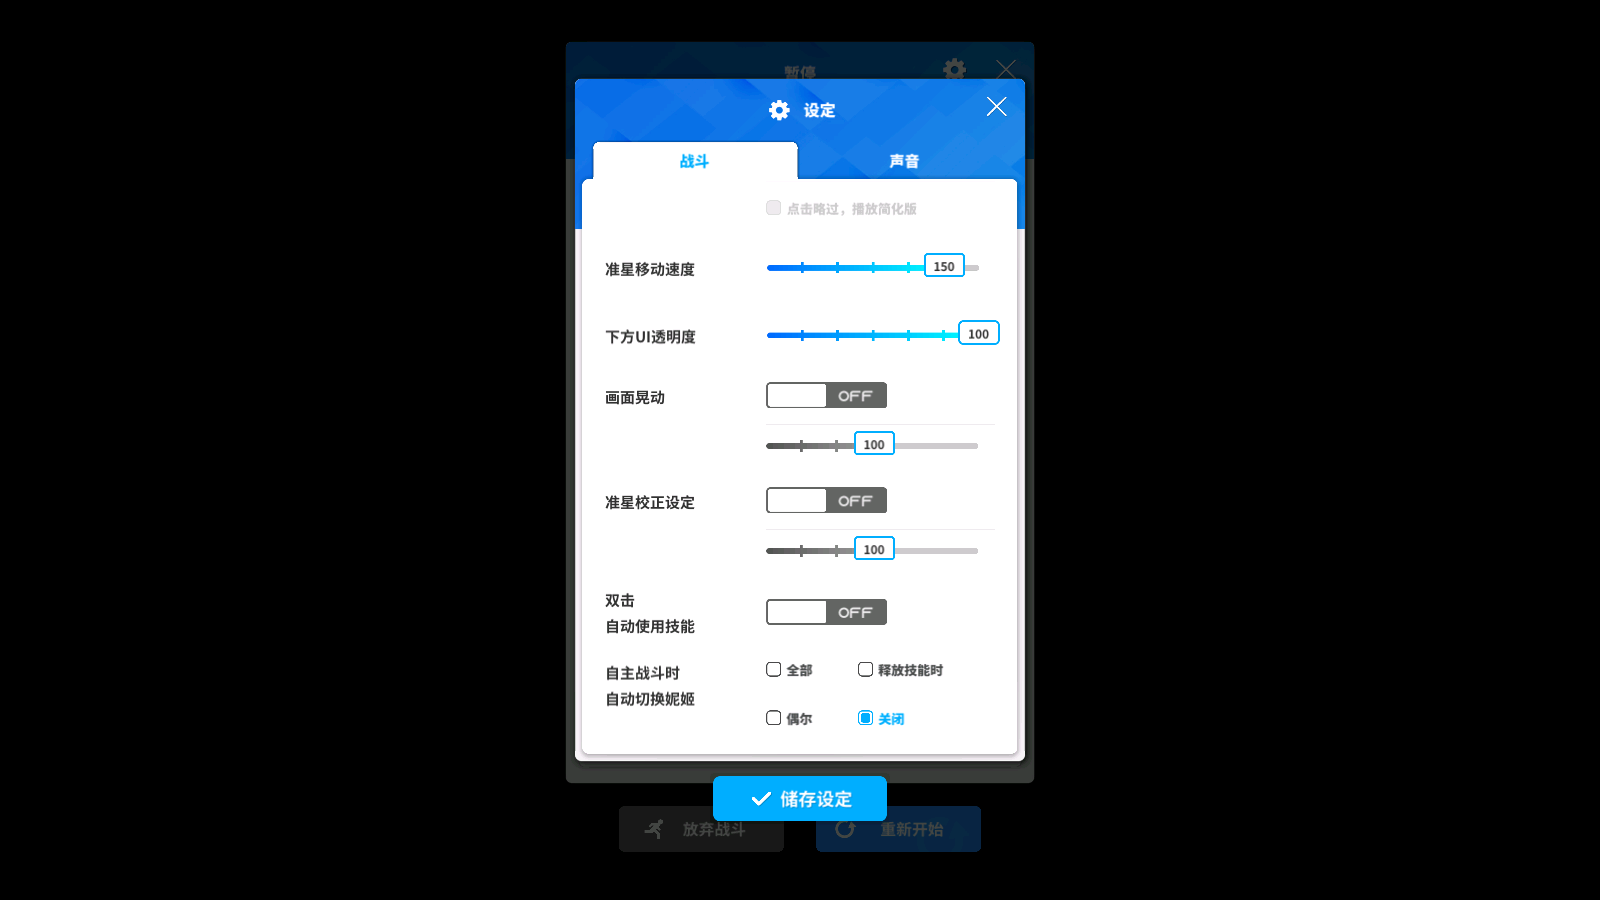 暂停
设定
战斗
声音
点击略过，播放简化版
准星移动速度
150
下方UI透明度
100
画面晃动
OFF
100
准星校正设定
OFF
100
双击
自动使用技能
OFF
自主战斗时
自动切换妮姬
全部
释放技能时
偶尔
关闭
储存设定
放弃战斗
重新开始